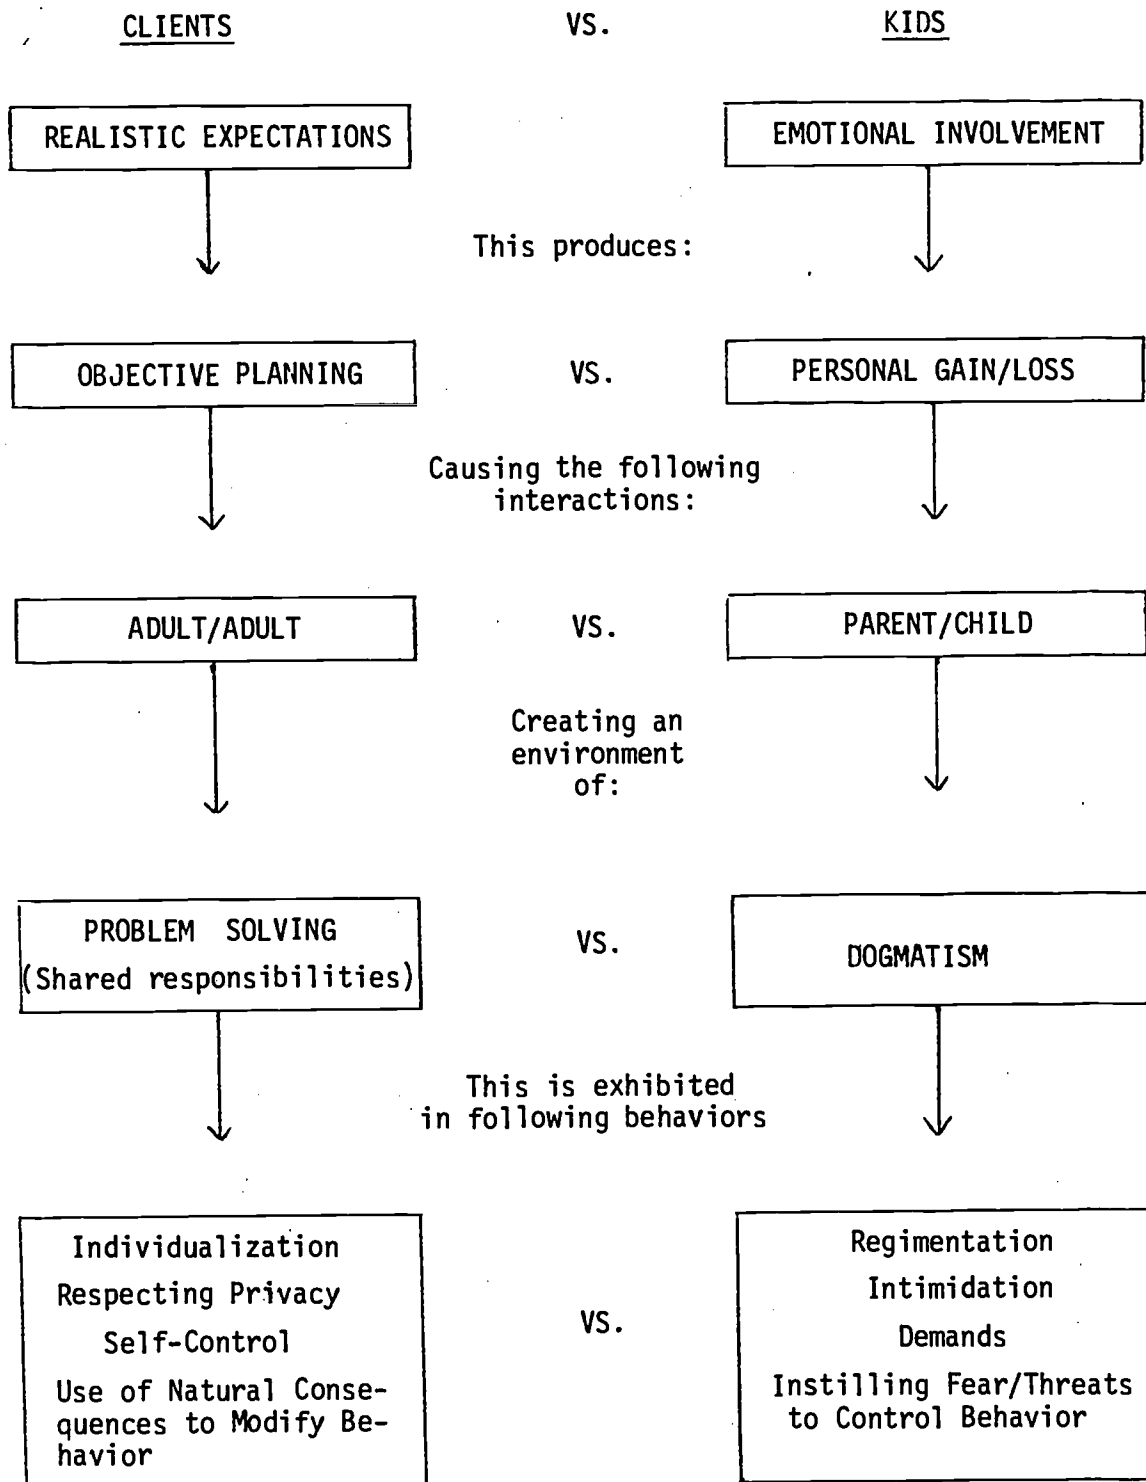 CLIENTS VS. KIDS
REALISTIC EXPECTATIONS EMOTIONAL INVOLVEMENT
This produces:
OBJECTIVE PLANNING VS. PERSONAL GAIN/LOSS
Causing the following
interactions:
ADULT/ADULT VS. PARENT/CHILD
Creating an
environment
of:
PROBLEM SOLVING
(Shared responsibilities)
VS.
DOGMATISM
This is exhibited
in following behaviors
Individualization
Respecting Privacy
Self-Control
Use of Natural Conse-
quences to Modify Be-
havior
VS.
Regimentation
Intimidation
Demands
Instilling Fear/Threats
to Control Behavior